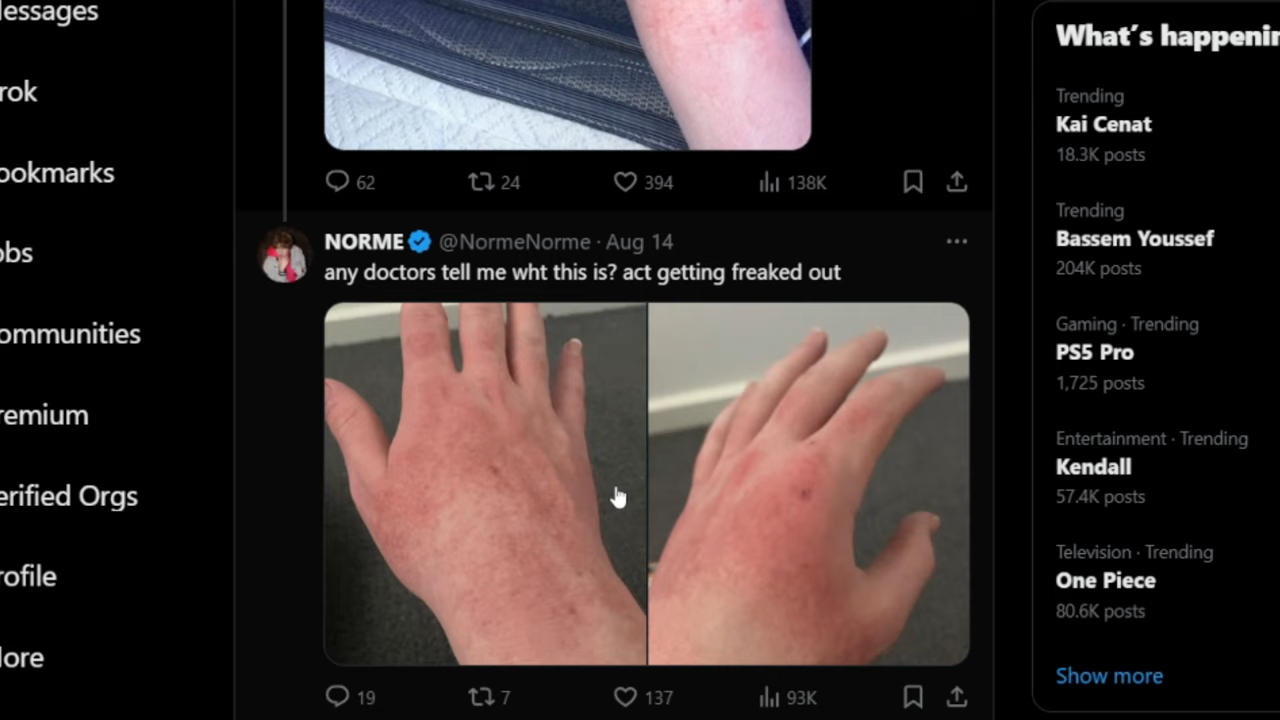 essages
rok
ookmarks
obs
ommunities
remium
erified Orgs
rofile
lore
62 24 394 138K
NORME @NormeNorme · Aug 14
any doctors tell me wht this is? act getting freaked out
19 7 137 93K
What's happenin
Trending
Kai Cenat
18.3K posts
Trending
Bassem Youssef
204K posts
Gaming · Trending
PS5 Pro
1,725 posts
Entertainment · Trending
Kendall
57.4K posts
Television · Trending
One Piece
80.6K posts
Show more